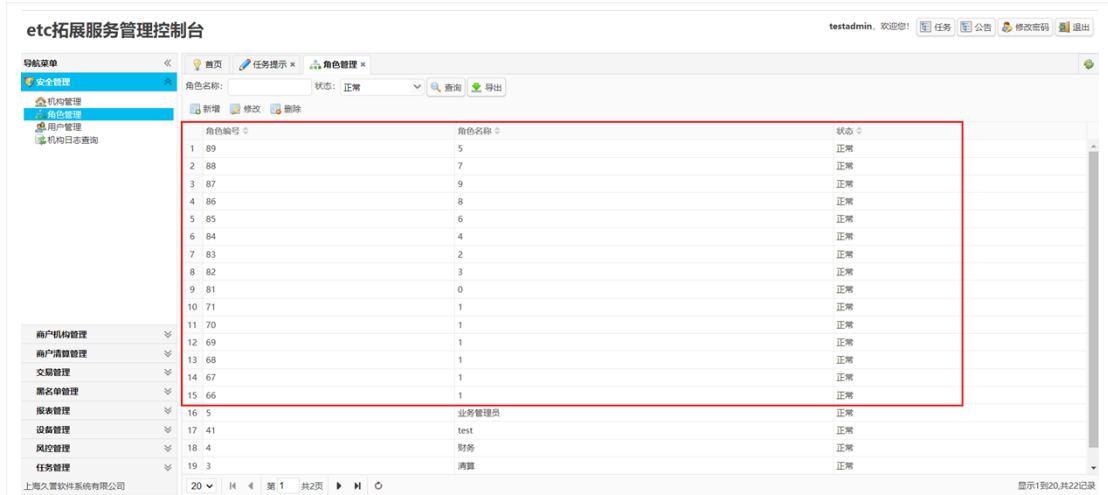 etc拓展服务管理控制台
testadmin, 欢迎您! 任务 公告 修改密码 退出
导航菜单
首页 任务提示 × 角色管理 ×
安全管理
机构管理
角色管理
用户管理
机构日志查询
角色名称: 状态: 正常 查询 导出
新增 修改 删除
角色编号 角色名称 状态
1 89 5 正常
2 88 7 正常
3 87 9 正常
4 86 8 正常
5 85 6 正常
6 84 4 正常
7 83 2 正常
8 82 3 正常
9 81 0 正常
10 71 1 正常
11 70 1 正常
12 69 1 正常
13 68 1 正常
14 67 1 正常
15 66 1 正常
16 5 业务管理员 正常
17 41 test 正常
18 4 财务 正常
19 3 清算 正常
商户机构管理
商户清算管理
交易管理
黑名单管理
报表管理
设备管理
风控管理
任务管理
上海久誉软件系统有限公司
20 第 1 共2页
显示1到20,共22记录